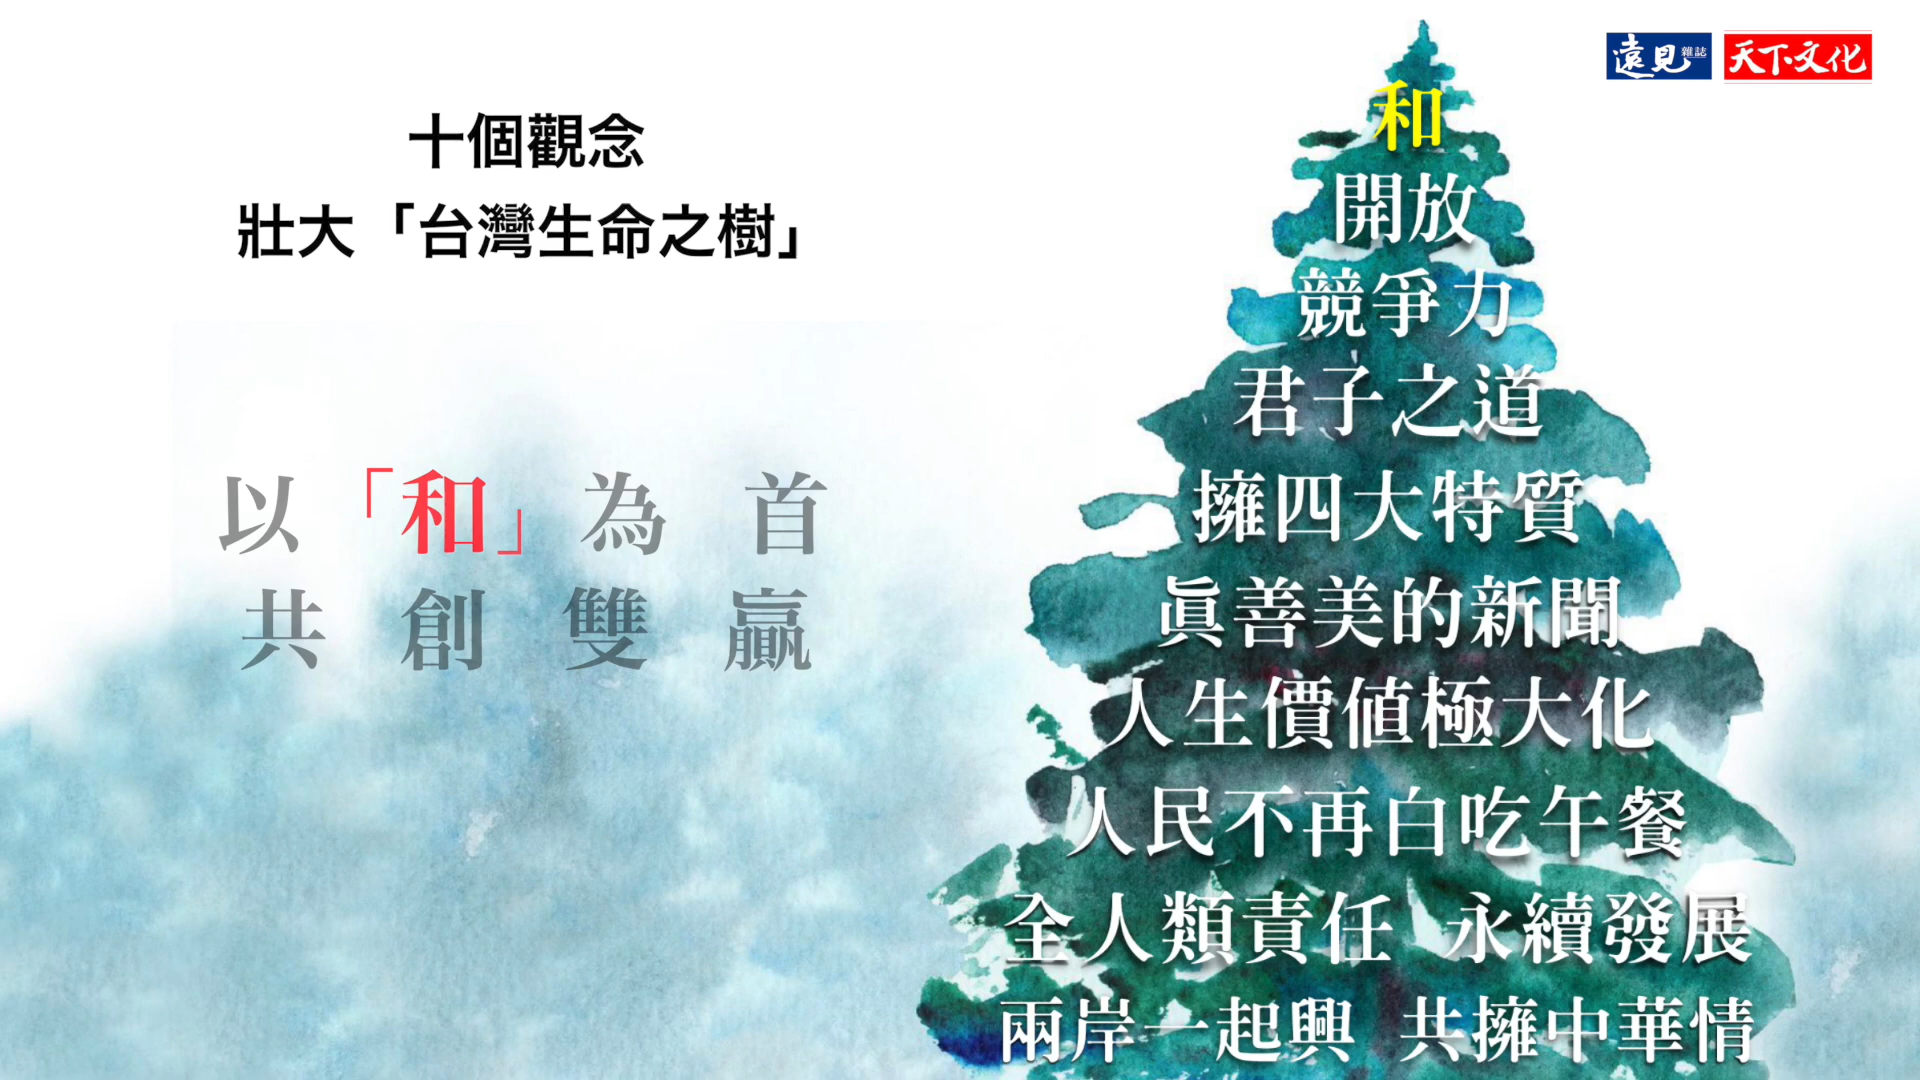 遠見雜誌 天下文化
十個觀念
壯大「台灣生命之樹」
以「和」為首
共創雙贏
和
開放
競爭力
君子之道
擁四大特質
真善美的新聞
人生價值極大化
人民不再白吃午餐
全人類責任 永續發展
兩岸一起興 共擁中華情